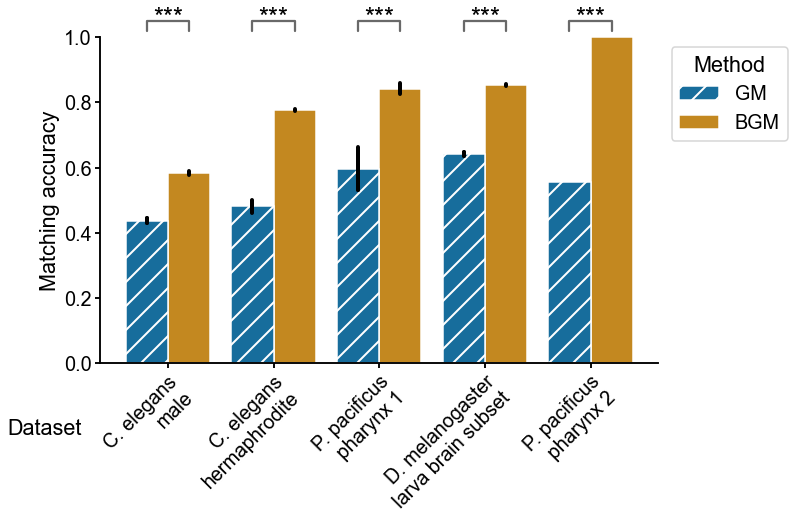 *** *** *** *** ***
1.0
0.8
0.6
0.4
0.2
0.0
Matching accuracy
Method
GM
BGM
Dataset
C. elegans
male
C. elegans
hermaphrodite
P. pacificus
pharynx 1
D. melanogaster
larva brain subset
P. pacificus
pharynx 2